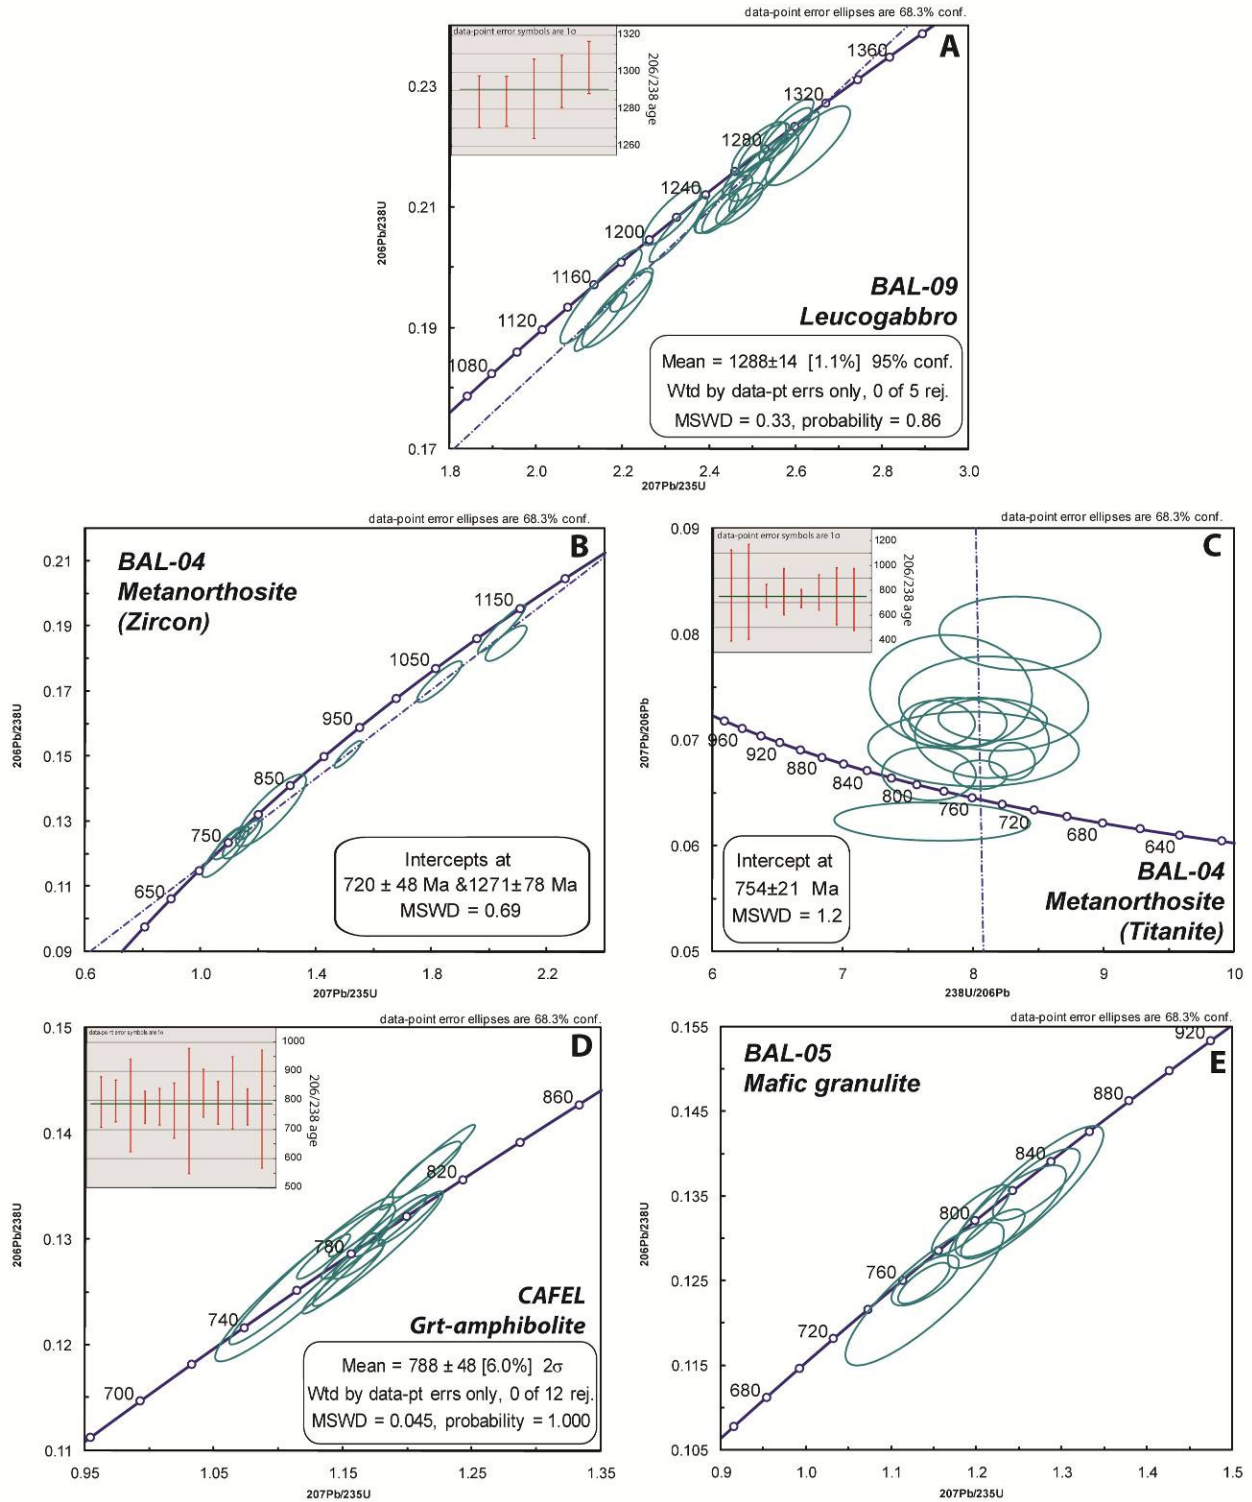 data-point error ellipses are 68.3% conf.
A
data-point error symbols are 1σ
1320
1300
1280
1260
206/238 age
0.23
0.21
0.19
0.17
206Pb/238U
1360
1320
1280
1240
1200
1160
1120
1080
BAL-09
Leucogabbro
Mean = 1288±14 [1.1%] 95% conf.
Wtd by data-pt errs only, 0 of 5 rej.
MSWD = 0.33, probability = 0.86
1.8 2.0 2.2 2.4 2.6 2.8 3.0
207Pb/235U
data-point error ellipses are 68.3% conf.
B
BAL-04
Metanorthosite
(Zircon)
0.21
0.19
0.17
0.15
0.13
0.11
0.09
206Pb/238U
1150
1050
950
850
750
650
Intercepts at
720 ± 48 Ma &1271±78 Ma
MSWD = 0.69
0.6 1.0 1.4 1.8 2.2
207Pb/235U
data-point error ellipses are 68.3% conf.
C
data-point error symbols are 1σ
1200
1000
800
600
400
206/238 age
0.09
0.08
0.07
0.06
0.05
207Pb/206Pb
960
920
880
840
800
760
720
680
640
Intercept at
754±21 Ma
MSWD = 1.2
BAL-04
Metanorthosite
(Titanite)
6 7 8 9 10
238U/206Pb
data-point error ellipses are 68.3% conf.
D
data-point error symbols are 1σ
1000
900
800
700
600
500
206/238 age
0.15
0.14
0.13
0.12
0.11
206Pb/238U
860
820
780
740
700
CAFEL
Grt-amphibolite
Mean = 788 ± 48 [6.0%] 2σ
Wtd by data-pt errs only, 0 of 12 rej.
MSWD = 0.045, probability = 1.000
0.95 1.05 1.15 1.25 1.35
207Pb/235U
data-point error ellipses are 68.3% conf.
E
BAL-05
Mafic granulite
0.155
0.145
0.135
0.125
0.115
0.105
206Pb/238U
920
880
840
800
760
720
680
0.9 1.0 1.1 1.2 1.3 1.4 1.5
207Pb/235U